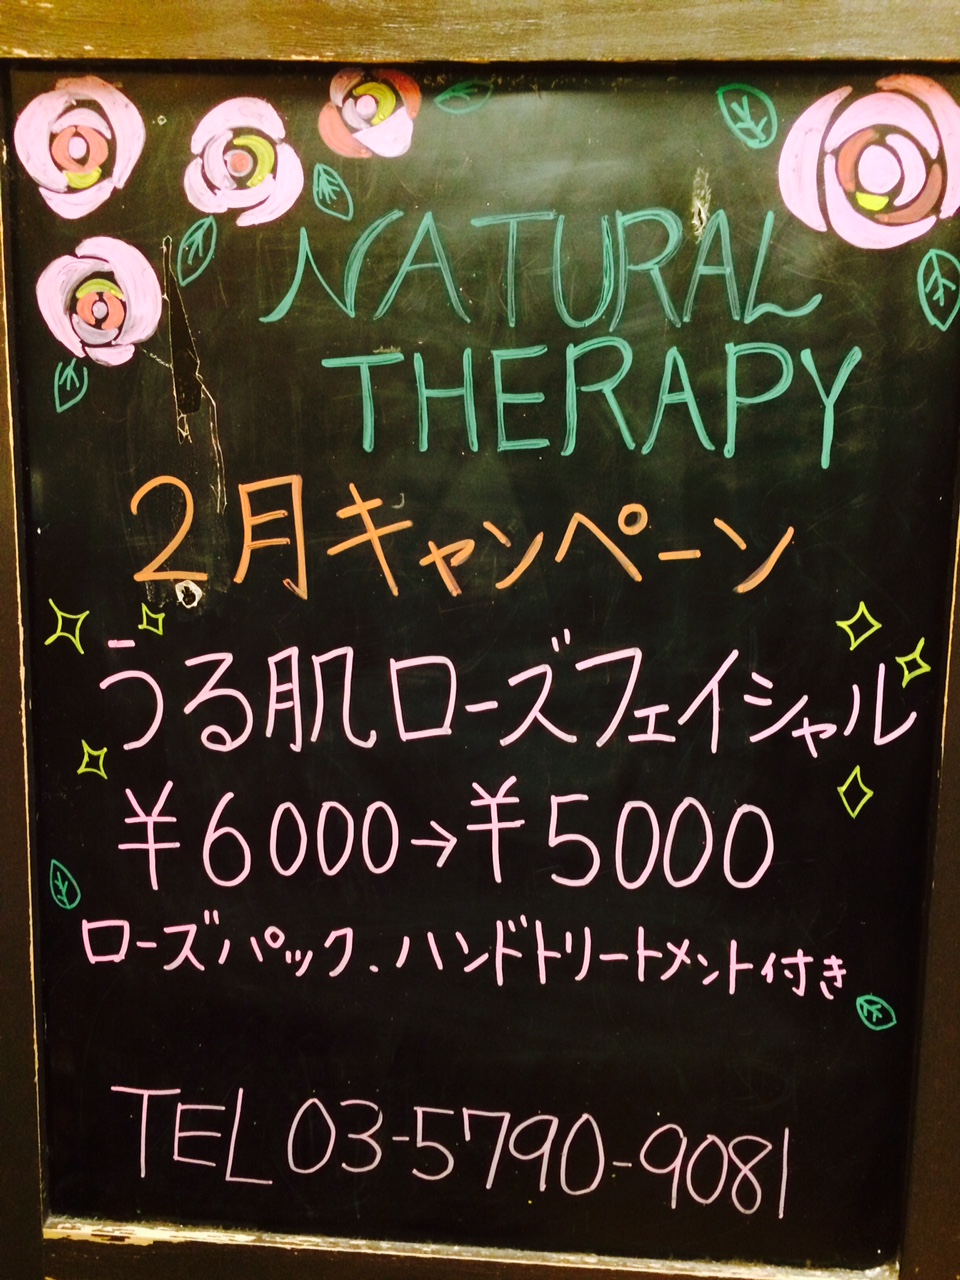 NATURAL
THERAPY
2月キャンペーン
うる肌ローズフェイシャル
¥6000→¥5000
ローズパック、ハンドトリートメント付き
TEL 03-5790-9081